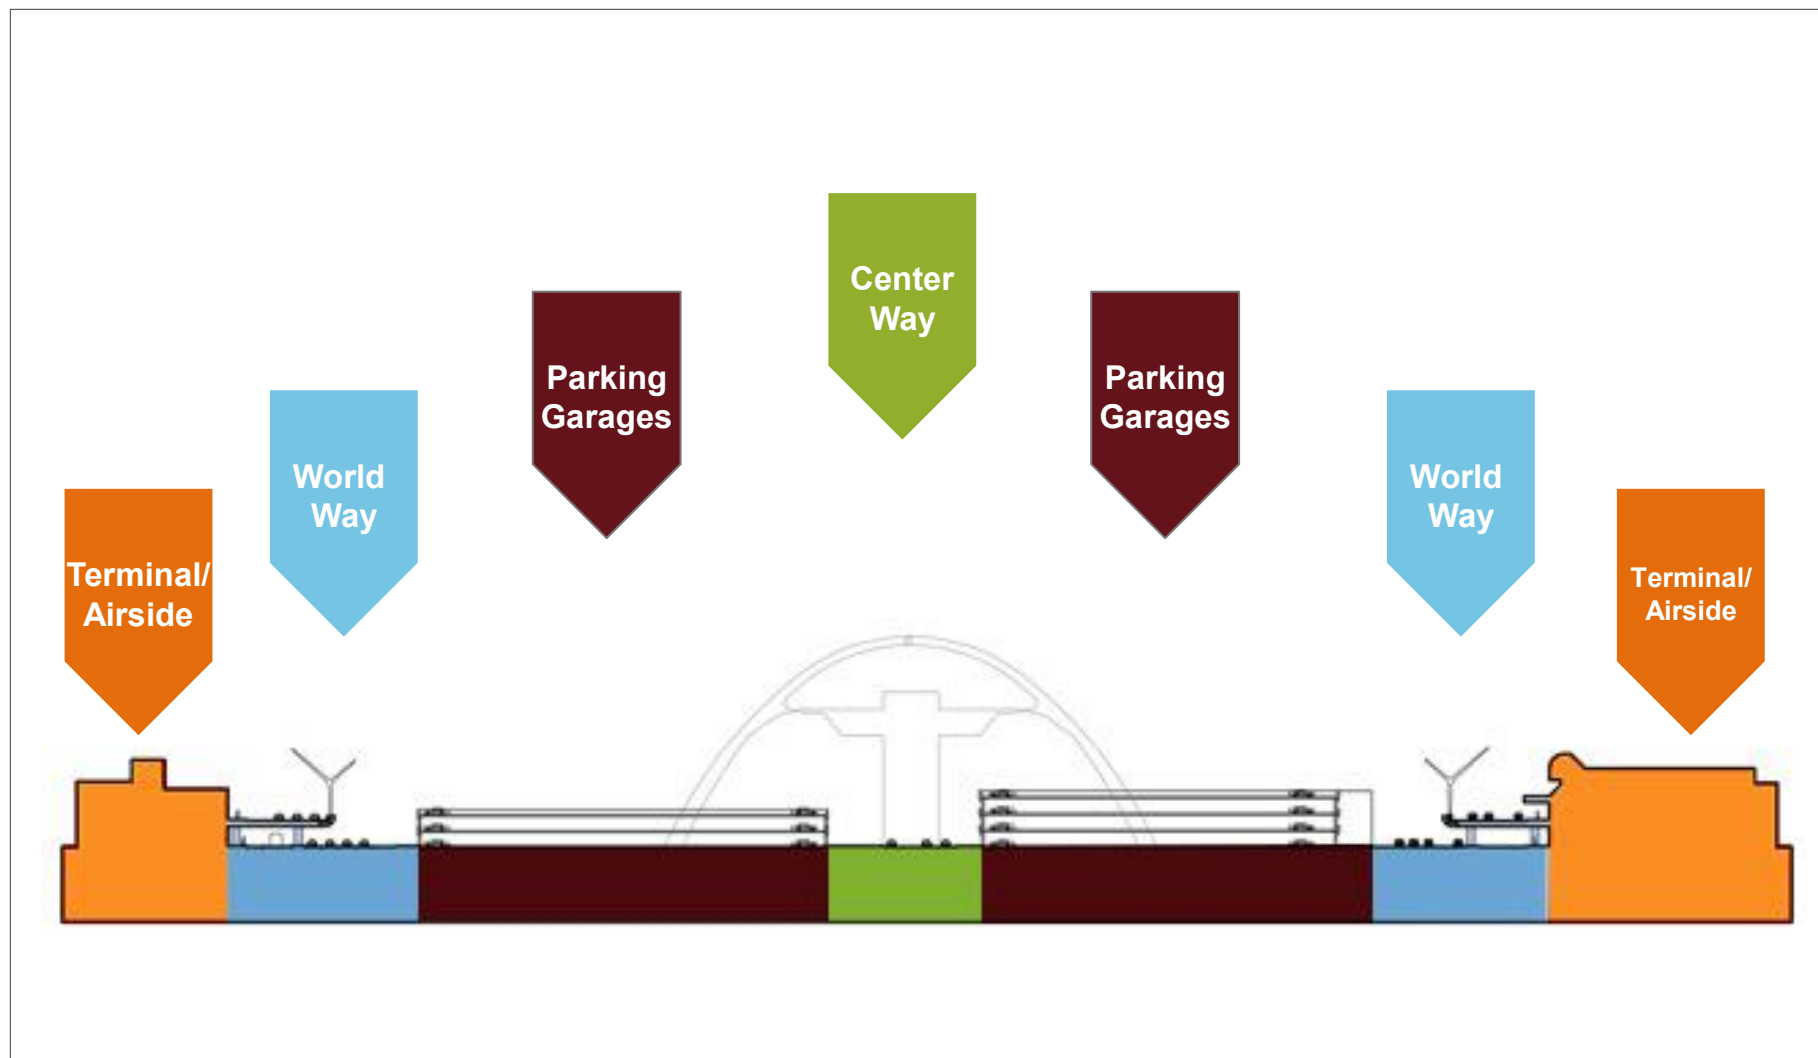 Terminal/
Airside
World
Way
Parking
Garages
Center
Way
Parking
Garages
World
Way
Terminal/
Airside